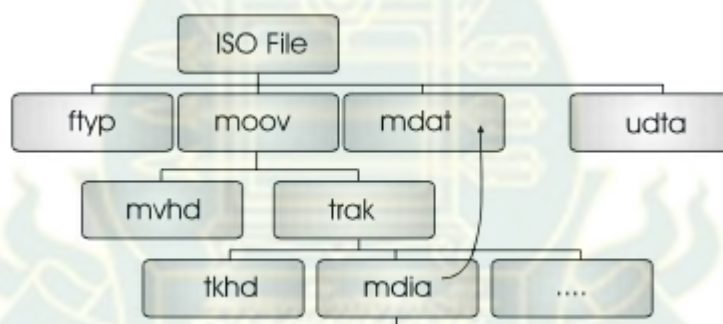 ISO File
ftyp moov mdat udta
mvhd trak
tkhd mdia ....